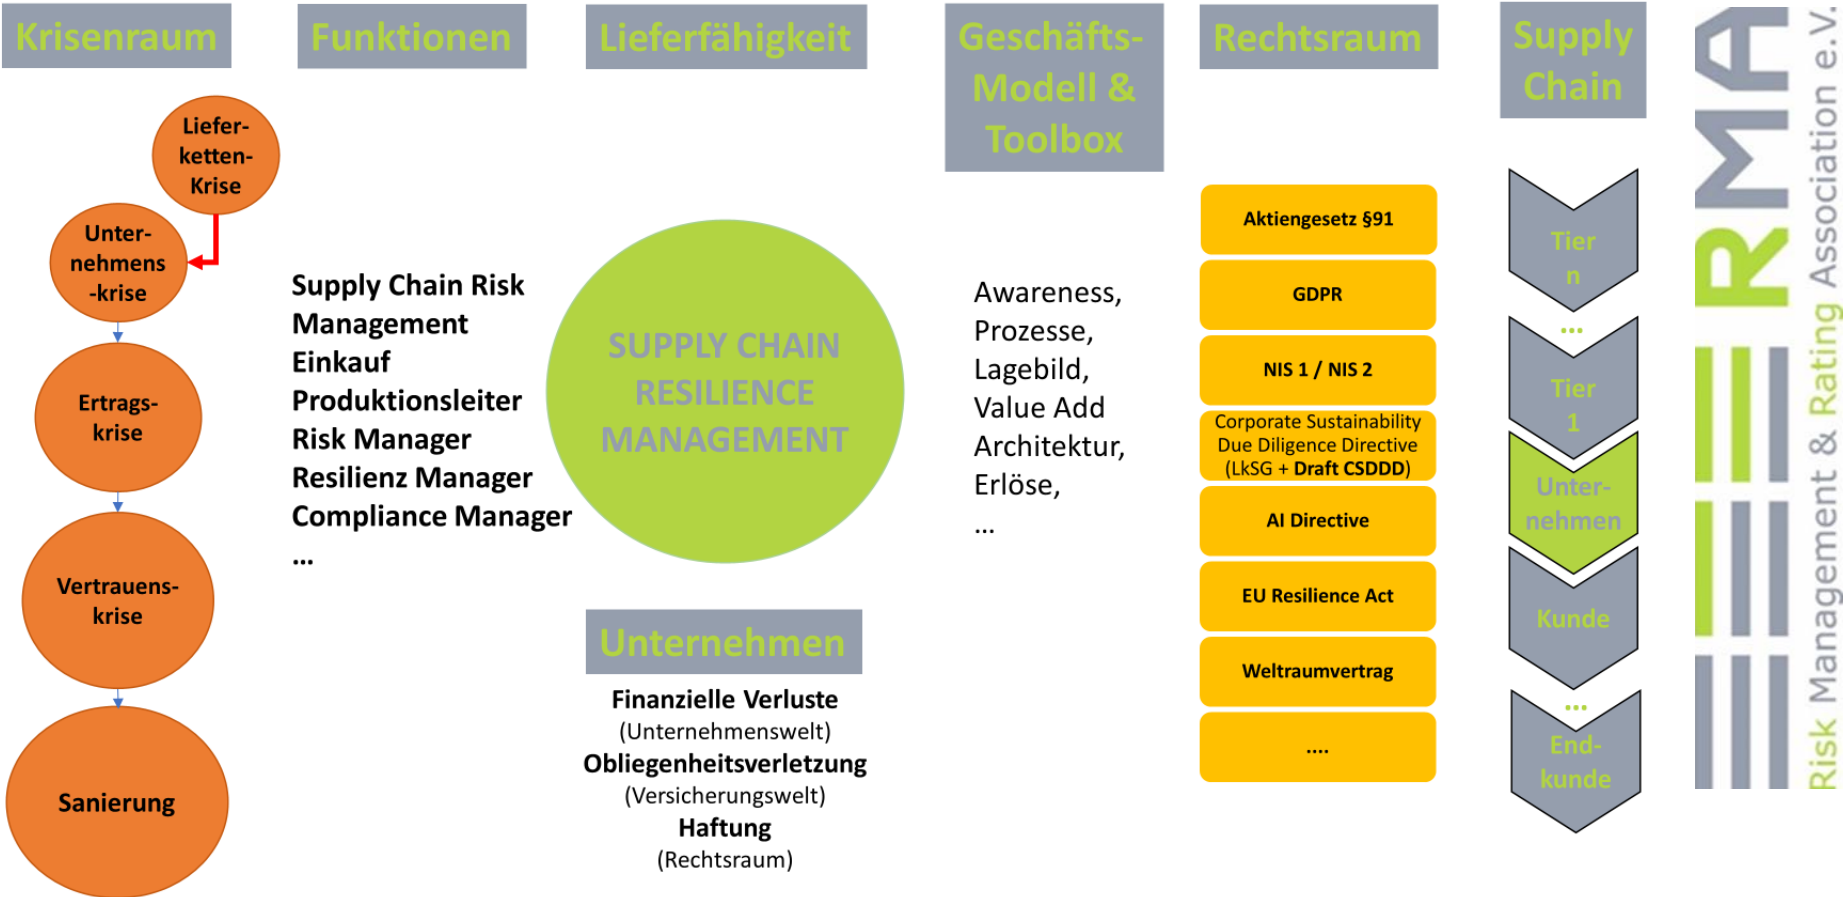 Krisenraum
Liefer-
ketten-
Krise
Unter-
nehmens
-krise
Ertrags-
krise
Vertrauens-
krise
Sanierung
Funktionen
Supply Chain Risk
Management
Einkauf
Produktionsleiter
Risk Manager
Resilienz Manager
Compliance Manager
...
Lieferfähigkeit
SUPPLY CHAIN
RESILIENCE
MANAGEMENT
Unternehmen
Finanzielle Verluste
(Unternehmenswelt)
Obliegenheitsverletzung
(Versicherungswelt)
Haftung
(Rechtsraum)
Geschäfts-
Modell &
Toolbox
Awareness,
Prozesse,
Lagebild,
Value Add
Architektur,
Erlöse,
...
Rechtsraum
Aktiengesetz §91
GDPR
NIS 1 / NIS 2
Corporate Sustainability
Due Diligence Directive
(LkSG + Draft CSDDD)
AI Directive
EU Resilience Act
Weltraumvertrag
....
Supply
Chain
Tier
n
...
Tier
1
Unter-
nehmen
Kunde
...
End-
kunde
RMA
Risk Management & Rating Association e.V.